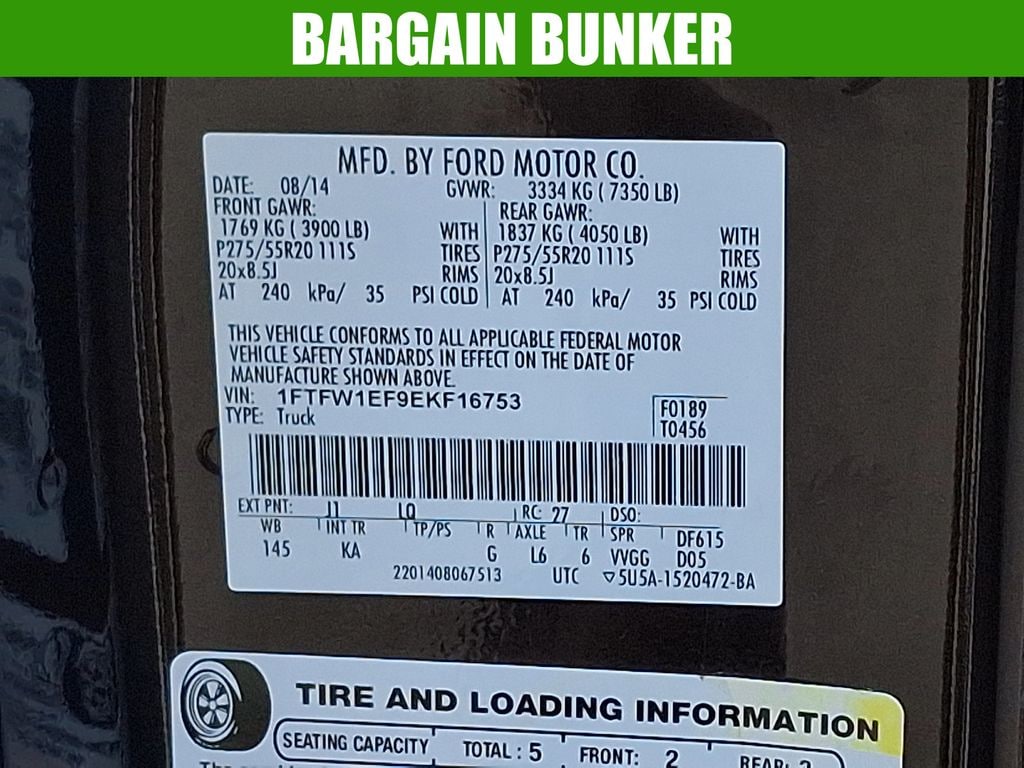 BARGAIN BUNKER
MFD. BY FORD MOTOR CO.
DATE: 08/14 GVWR: 3334 KG ( 7350 LB)
FRONT GAWR: REAR GAWR:
1769 KG ( 3900 LB) WITH 1837 KG ( 4050 LB) WITH
P275/55R20 111S TIRES P275/55R20 111S TIRES
20x8.5J RIMS 20x8.5J RIMS
AT 240 kPa/ 35 PSI COLD AT 240 kPa/ 35 PSI COLD
THIS VEHICLE CONFORMS TO ALL APPLICABLE FEDERAL MOTOR
VEHICLE SAFETY STANDARDS IN EFFECT ON THE DATE OF
MANUFACTURE SHOWN ABOVE.
VIN: 1FTFW1EF9EKF16753 F0189
TYPE: Truck T0456
EXT PNT: J1 LQ RC: 27 DSO:
WB INT TR TP/PS R AXLE TR SPR DF615
145 KA G L6 6 VVGG D05
2201408067513 UTC ▽5U5A-1520472-BA
TIRE AND LOADING INFORMATION
SEATING CAPACITY TOTAL : 5 FRONT: 2 REAR: